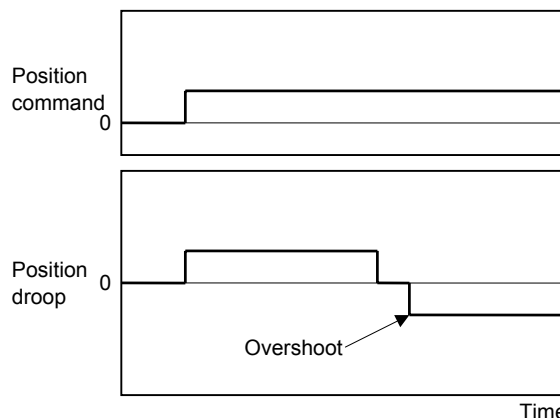 Position
command
0
Position
droop
0
Overshoot
Time